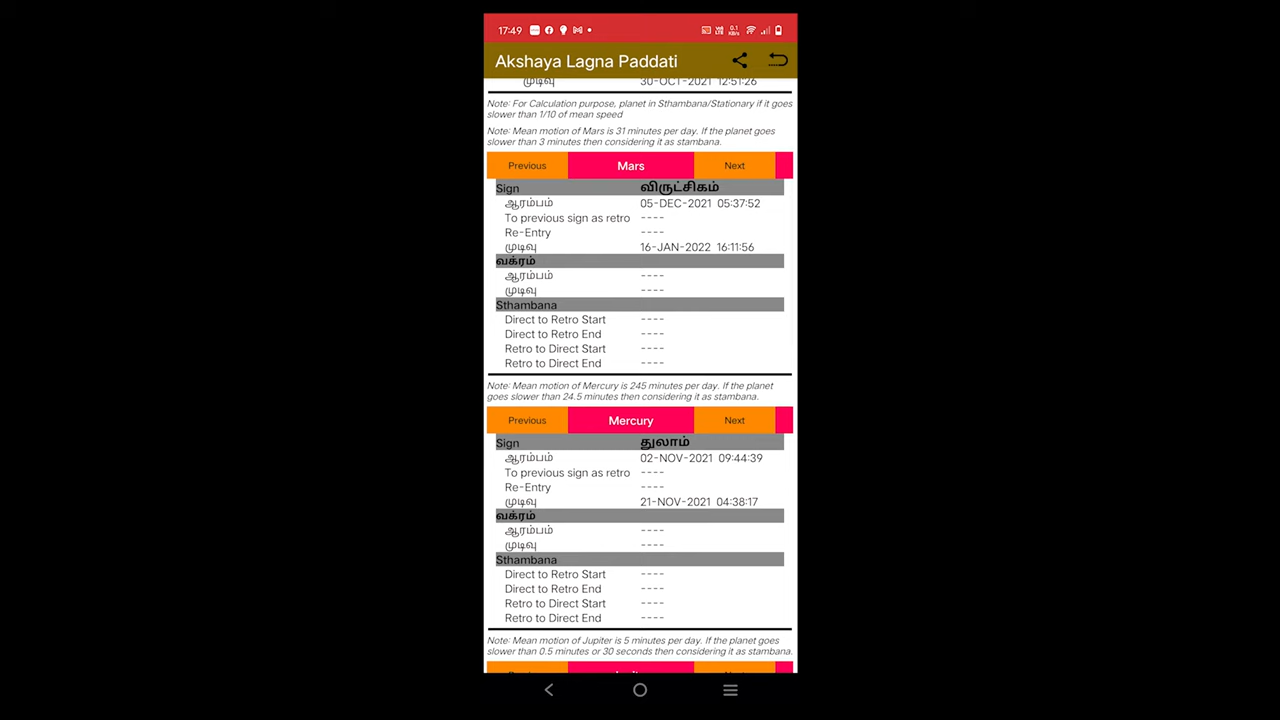 17:49
0.1 KB/s
Akshaya Lagna Paddati
முடிவு 30-OCT-2021 12:51:26
Note: For Calculation purpose, planet in Sthambana/Stationary if it goes
slower than 1/10 of mean speed
Note: Mean motion of Mars is 31 minutes per day. If the planet goes
slower than 3 minutes then considering it as stambana.
Previous Mars Next
Sign விருட்சிகம்
ஆரம்பம் 05-DEC-2021 05:37:52
To previous sign as retro ----
Re-Entry ----
முடிவு 16-JAN-2022 16:11:56
வக்ரம்
ஆரம்பம் ----
முடிவு ----
Sthambana
Direct to Retro Start ----
Direct to Retro End ----
Retro to Direct Start ----
Retro to Direct End ----
Note: Mean motion of Mercury is 245 minutes per day. If the planet
goes slower than 24.5 minutes then considering it as stambana.
Previous Mercury Next
Sign துலாம்
ஆரம்பம் 02-NOV-2021 09:44:39
To previous sign as retro ----
Re-Entry ----
முடிவு 21-NOV-2021 04:38:17
வக்ரம்
ஆரம்பம் ----
முடிவு ----
Sthambana
Direct to Retro Start ----
Direct to Retro End ----
Retro to Direct Start ----
Retro to Direct End ----
Note: Mean motion of Jupiter is 5 minutes per day. If the planet goes
slower than 0.5 minutes or 30 seconds then considering it as stambana.